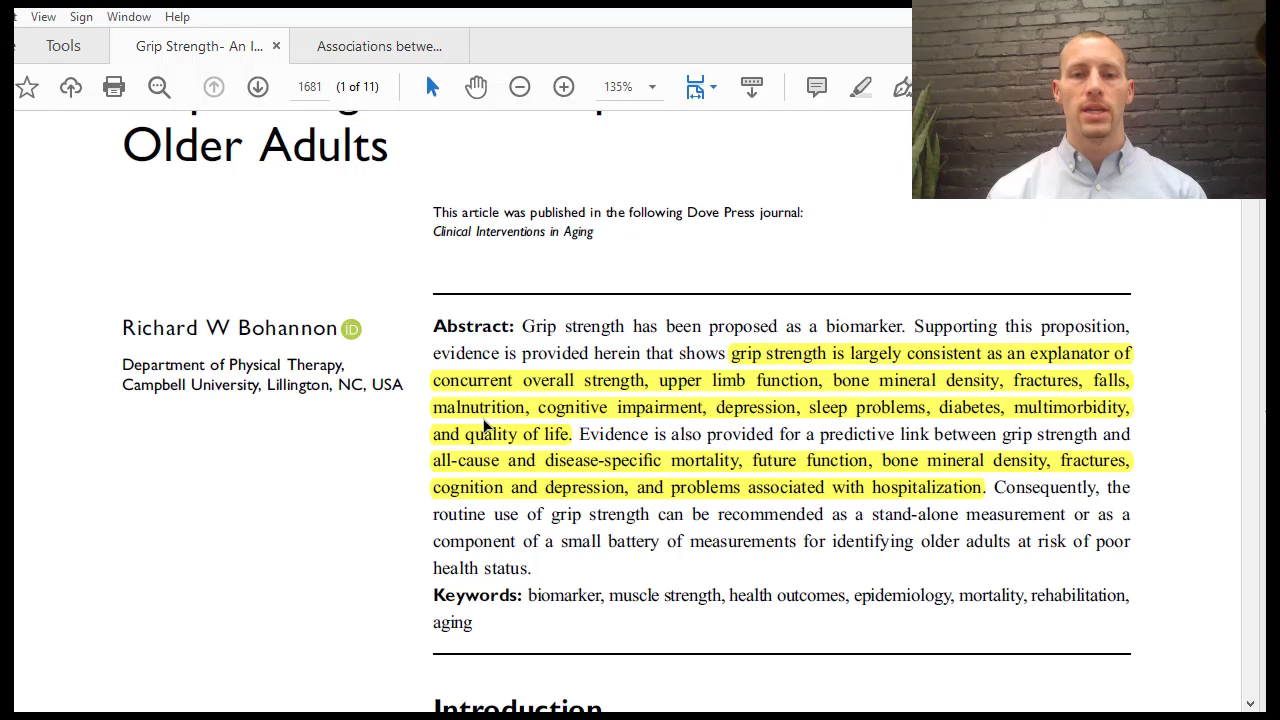 View Sign Window Help
Tools Grip Strength- An I... × Associations betwe...
1681 (1 of 11) 135%
Older Adults
This article was published in the following Dove Press journal:
Clinical Interventions in Aging
Richard W Bohannon iD
Department of Physical Therapy,
Campbell University, Lillington, NC, USA
Abstract: Grip strength has been proposed as a biomarker. Supporting this proposition,
evidence is provided herein that shows grip strength is largely consistent as an explanator of
concurrent overall strength, upper limb function, bone mineral density, fractures, falls,
malnutrition, cognitive impairment, depression, sleep problems, diabetes, multimorbidity,
and quality of life. Evidence is also provided for a predictive link between grip strength and
all-cause and disease-specific mortality, future function, bone mineral density, fractures,
cognition and depression, and problems associated with hospitalization. Consequently, the
routine use of grip strength can be recommended as a stand-alone measurement or as a
component of a small battery of measurements for identifying older adults at risk of poor
health status.
Keywords: biomarker, muscle strength, health outcomes, epidemiology, mortality, rehabilitation,
aging
Introduction